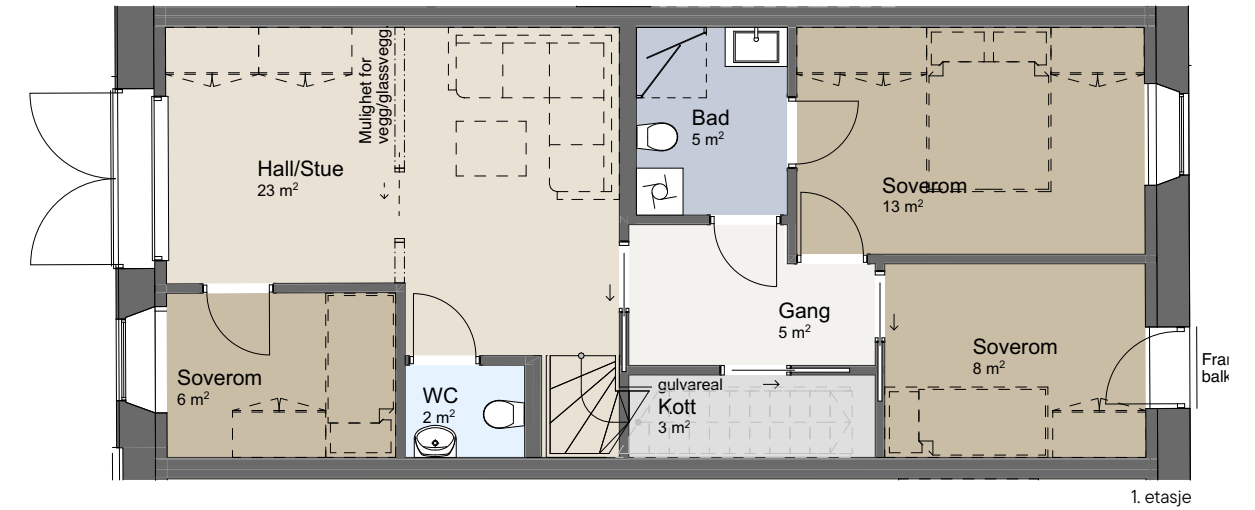 Mulighet for
vegg/glassvegg
Hall/Stue
23 m²
Bad
5 m²
Soverom
13 m²
Gang
5 m²
Soverom
8 m²
Soverom
6 m²
WC
2 m²
gulvareal
Kott
3 m²
1. etasje